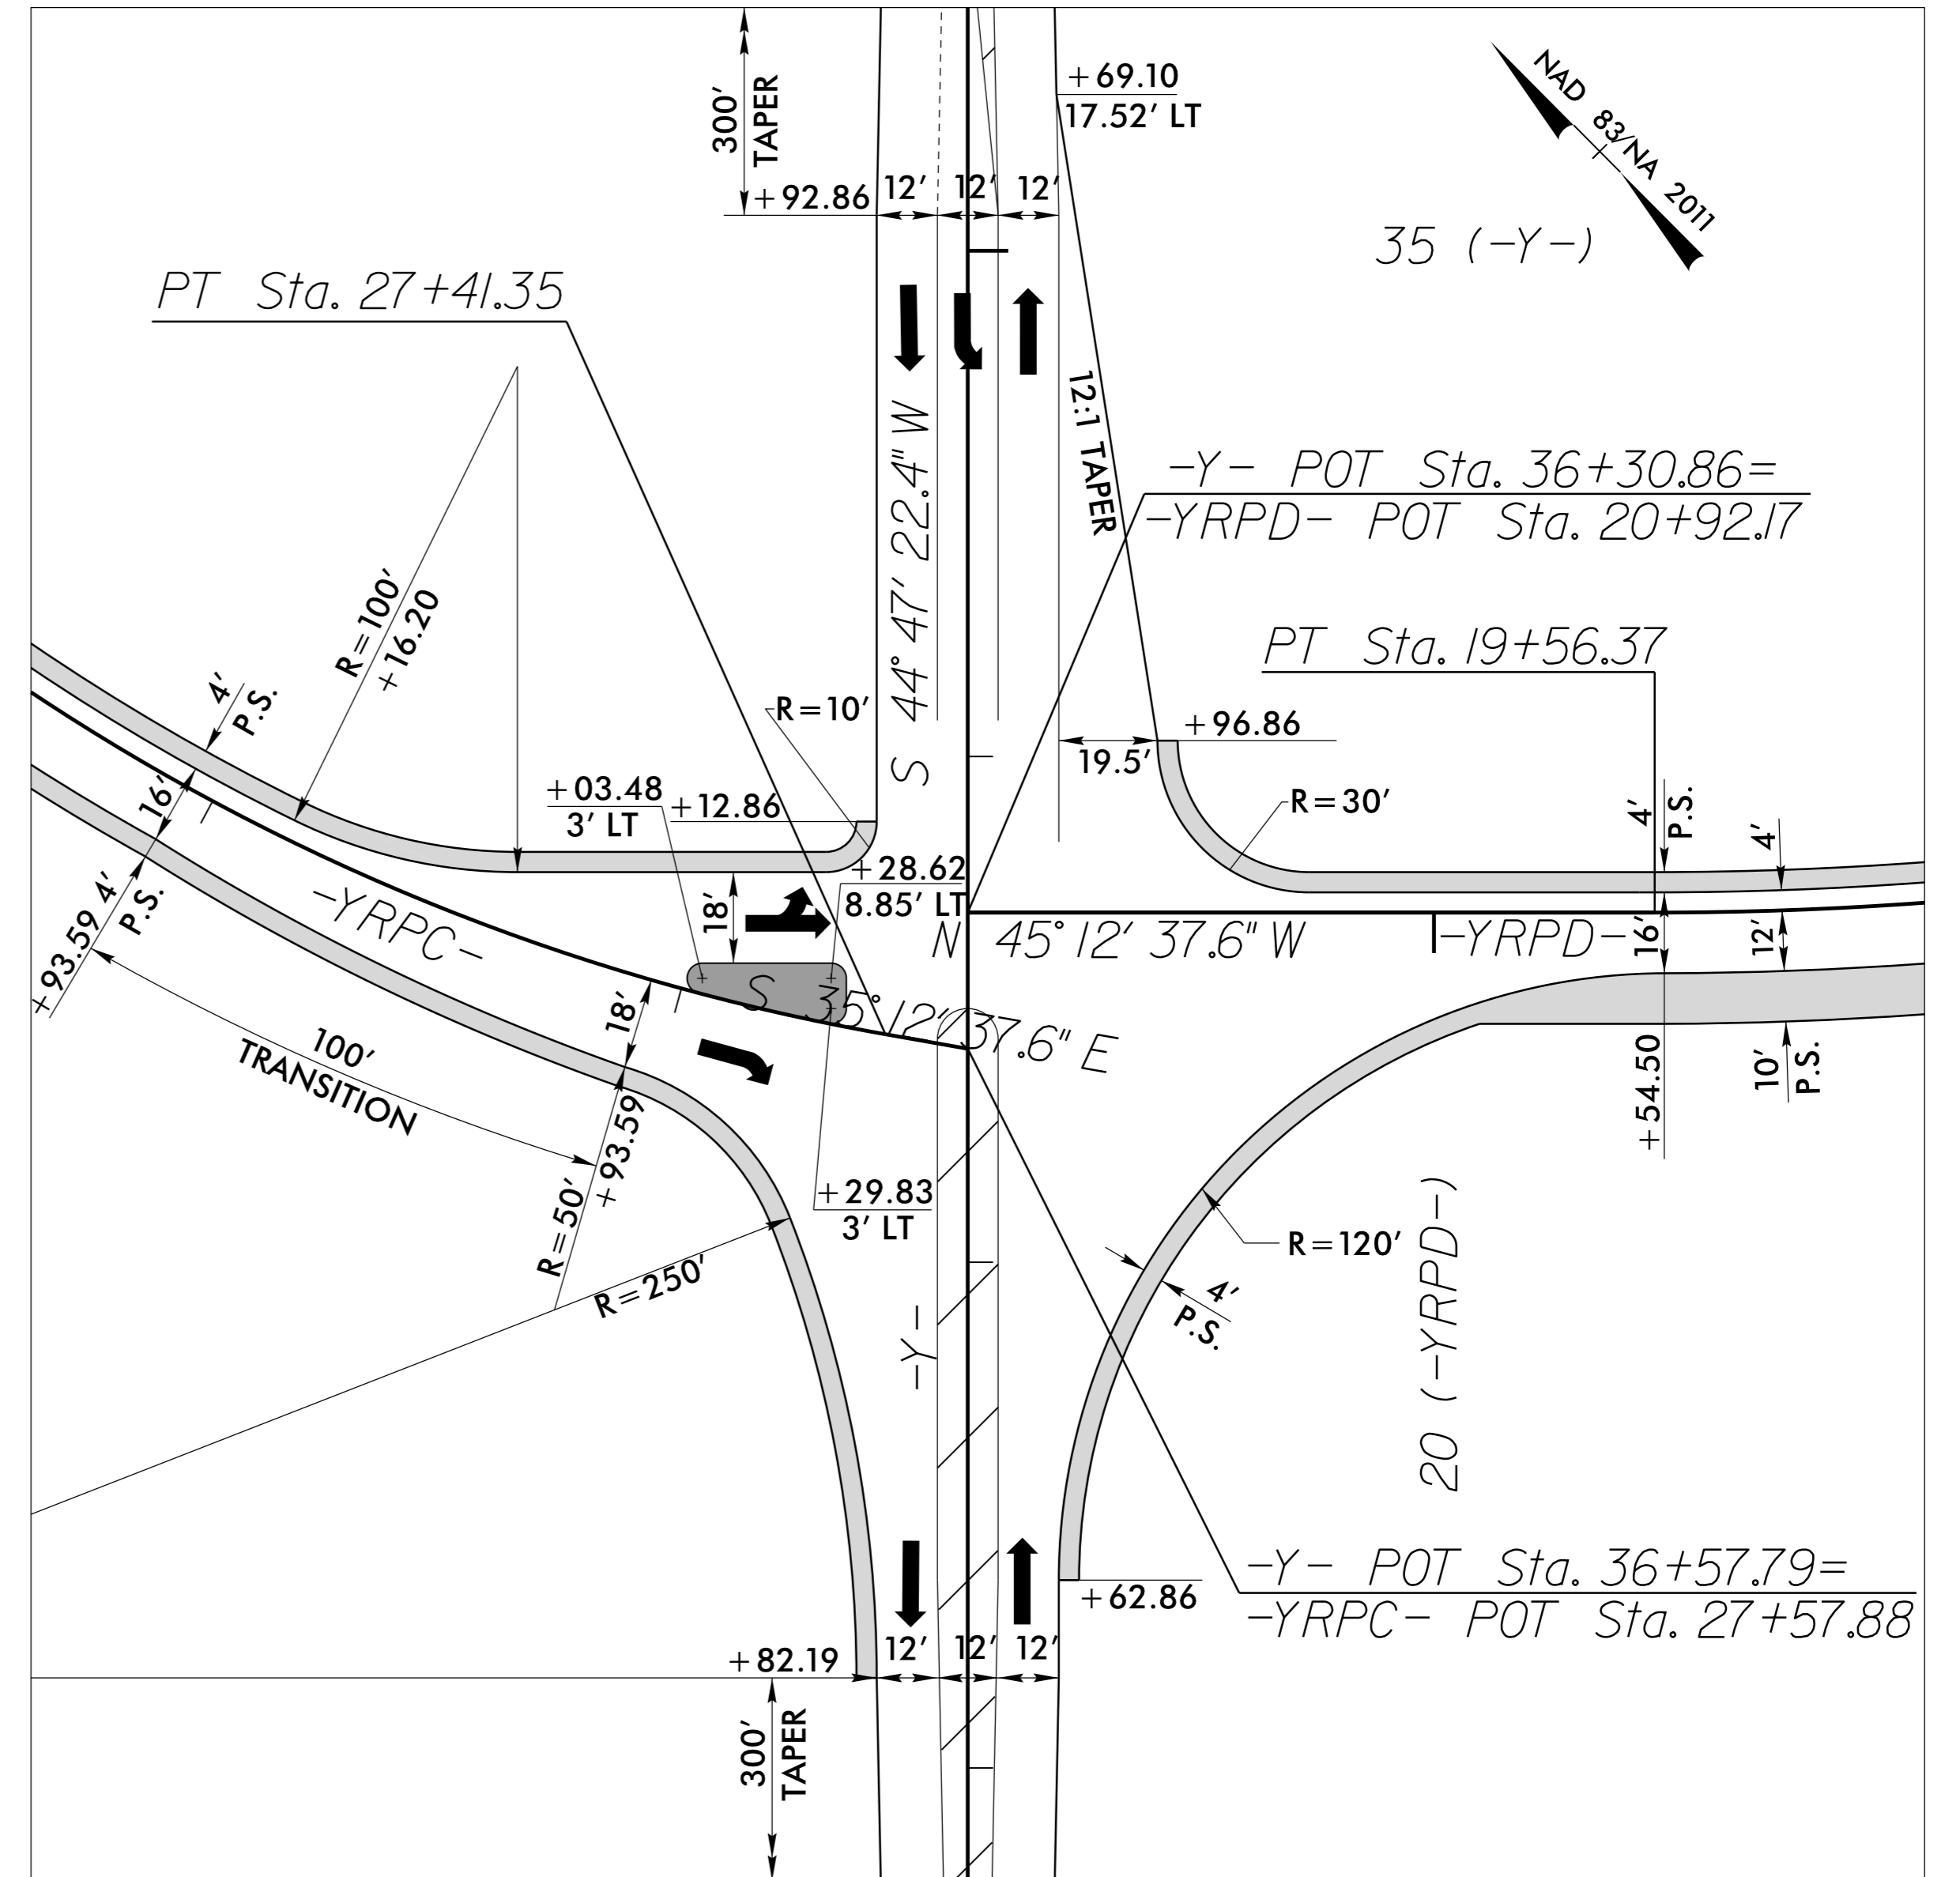 300'
TAPER
+69.10
17.52' LT
NAD 83/NA 2011
+92.86
12'
12'
12'
35 (-Y-)
PT Sta. 27+41.35
12:1 TAPER
S 44° 47' 22.4" W
-Y- POT Sta. 36+30.86=
-YRPD- POT Sta. 20+92.17
R=100'
+16.20
PT Sta. 19+56.37
4'
P.S.
R=10'
+96.86
19.5'
16'
+03.48
3' LT
+12.86
R=30'
4'
P.S.
4'
+28.62
8.85' LT
18'
-YRPC-
N 45° 12' 37.6" W
-YRPD-
16'
12'
+93.59
4'
P.S.
S 35° 12' 37.6" E
18'
100'
TRANSITION
+54.50
10'
P.S.
R=50'
+93.59
+29.83
3' LT
R=250'
R=120'
4'
P.S.
20 (-YRPD-)
-Y-
-Y- POT Sta. 36+57.79=
-YRPC- POT Sta. 27+57.88
+62.86
+82.19
12'
12'
12'
300'
TAPER